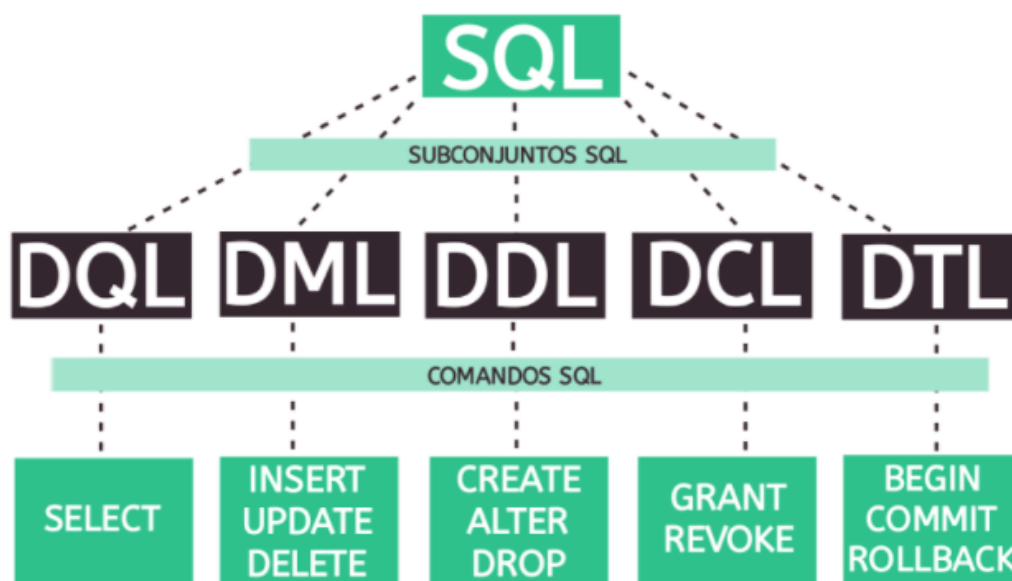 SQL
SUBCONJUNTOS SQL
DQL
DML
DDL
DCL
DTL
COMANDOS SQL
SELECT
INSERT
UPDATE
DELETE
CREATE
ALTER
DROP
GRANT
REVOKE
BEGIN
COMMIT
ROLLBACK